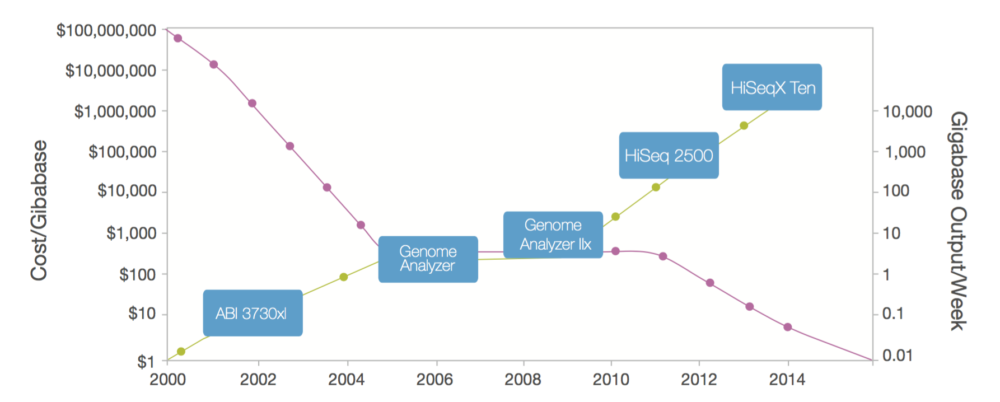 $100,000,000
$10,000,000
$1,000,000
$100,000
$10,000
$1,000
$100
$10
$1
Cost/Gibabase
HiSeqX Ten
HiSeq 2500
Genome
Analyzer IIx
Genome
Analyzer
ABI 3730xl
10,000
1,000
100
10
1
0.1
0.01
Gigabase Output/Week
2000 2002 2004 2006 2008 2010 2012 2014